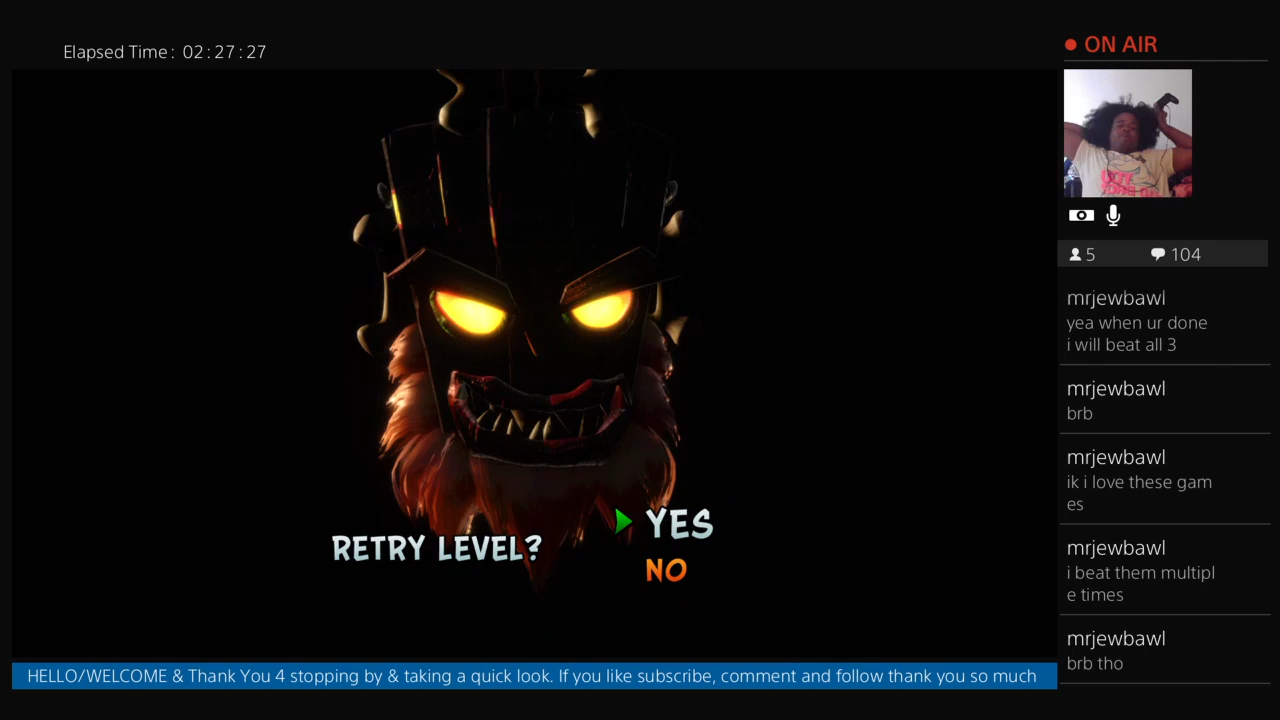 Elapsed Time: 02:27:27
ON AIR
5
104
mrjewbawl
yea when ur done
i will beat all 3
mrjewbawl
brb
mrjewbawl
ik i love these gam
es
mrjewbawl
i beat them multipl
e times
mrjewbawl
brb tho
YES
RETRY LEVEL?
NO
HELLO/WELCOME & Thank You 4 stopping by & taking a quick look. If you like subscribe, comment and follow thank you so much